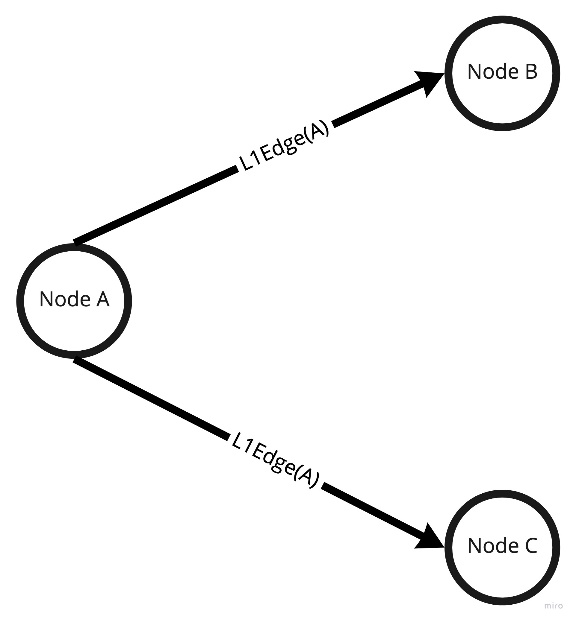 Node B
L1Edge(A)
Node A
L1Edge(A)
Node C
miro